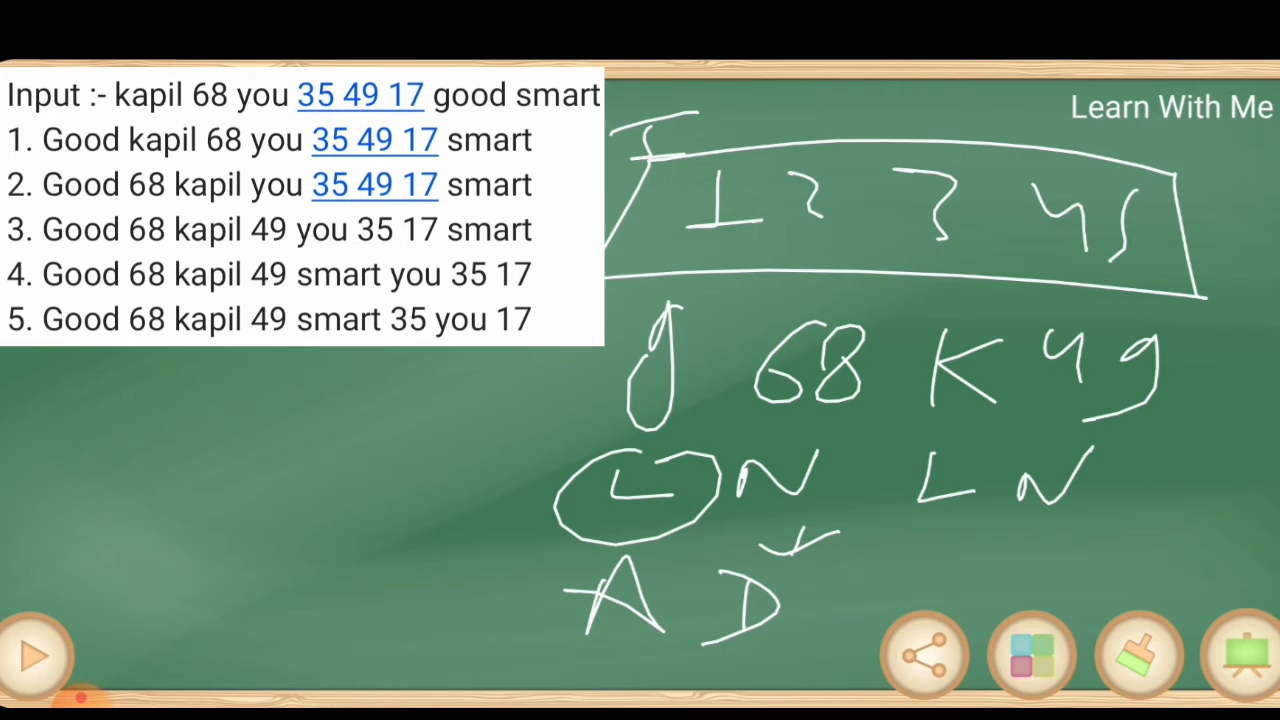 Input :- kapil 68 you 35 49 17 good smart
1. Good kapil 68 you 35 49 17 smart
2. Good 68 kapil you 35 49 17 smart
3. Good 68 kapil 49 you 35 17 smart
4. Good 68 kapil 49 smart you 35 17
5. Good 68 kapil 49 smart 35 you 17
Learn With Me
I
1 2 3 4 5
g 68 K 49
L N L N
A D